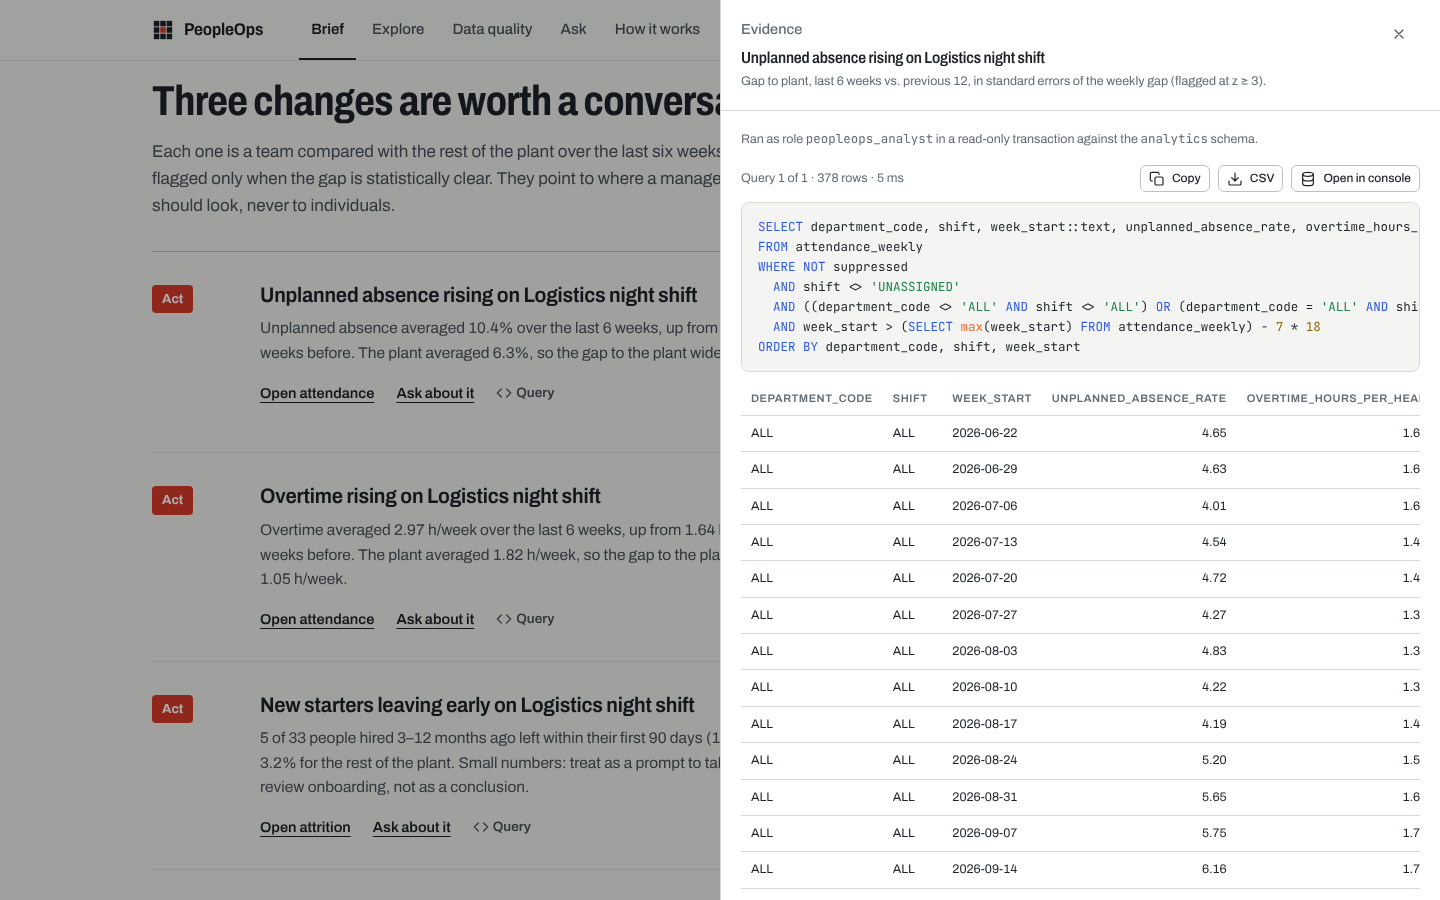 PeopleOps
Brief
Explore
Data quality
Ask
How it works
Three changes are worth a conversa
Each one is a team compared with the rest of the plant over the last six weeks
flagged only when the gap is statistically clear. They point to where a manage
should look, never to individuals.
Act
Unplanned absence rising on Logistics night shift
Unplanned absence averaged 10.4% over the last 6 weeks, up from
weeks before. The plant averaged 6.3%, so the gap to the plant wide
Open attendance
Ask about it
<> Query
Act
Overtime rising on Logistics night shift
Overtime averaged 2.97 h/week over the last 6 weeks, up from 1.64
weeks before. The plant averaged 1.82 h/week, so the gap to the pla
1.05 h/week.
Open attendance
Ask about it
<> Query
Act
New starters leaving early on Logistics night shift
5 of 33 people hired 3–12 months ago left within their first 90 days (1
3.2% for the rest of the plant. Small numbers: treat as a prompt to tal
review onboarding, not as a conclusion.
Open attrition
Ask about it
<> Query
Evidence
Unplanned absence rising on Logistics night shift
Gap to plant, last 6 weeks vs. previous 12, in standard errors of the weekly gap (flagged at z ≥ 3).
Ran as role peopleops_analyst in a read-only transaction against the analytics schema.
Query 1 of 1 · 378 rows · 5 ms
Copy
CSV
Open in console
SELECT department_code, shift, week_start::text, unplanned_absence_rate, overtime_hours_
FROM attendance_weekly
WHERE NOT suppressed
AND shift <> 'UNASSIGNED'
AND ((department_code <> 'ALL' AND shift <> 'ALL') OR (department_code = 'ALL' AND shi
AND week_start > (SELECT max(week_start) FROM attendance_weekly) - 7 * 18
ORDER BY department_code, shift, week_start
DEPARTMENT_CODE SHIFT WEEK_START UNPLANNED_ABSENCE_RATE OVERTIME_HOURS_PER_HEA
ALL ALL 2026-06-22 4.65 1.6
ALL ALL 2026-06-29 4.63 1.6
ALL ALL 2026-07-06 4.01 1.6
ALL ALL 2026-07-13 4.54 1.4
ALL ALL 2026-07-20 4.72 1.4
ALL ALL 2026-07-27 4.27 1.3
ALL ALL 2026-08-03 4.83 1.3
ALL ALL 2026-08-10 4.22 1.3
ALL ALL 2026-08-17 4.19 1.4
ALL ALL 2026-08-24 5.20 1.5
ALL ALL 2026-08-31 5.65 1.6
ALL ALL 2026-09-07 5.75 1.7
ALL ALL 2026-09-14 6.16 1.7